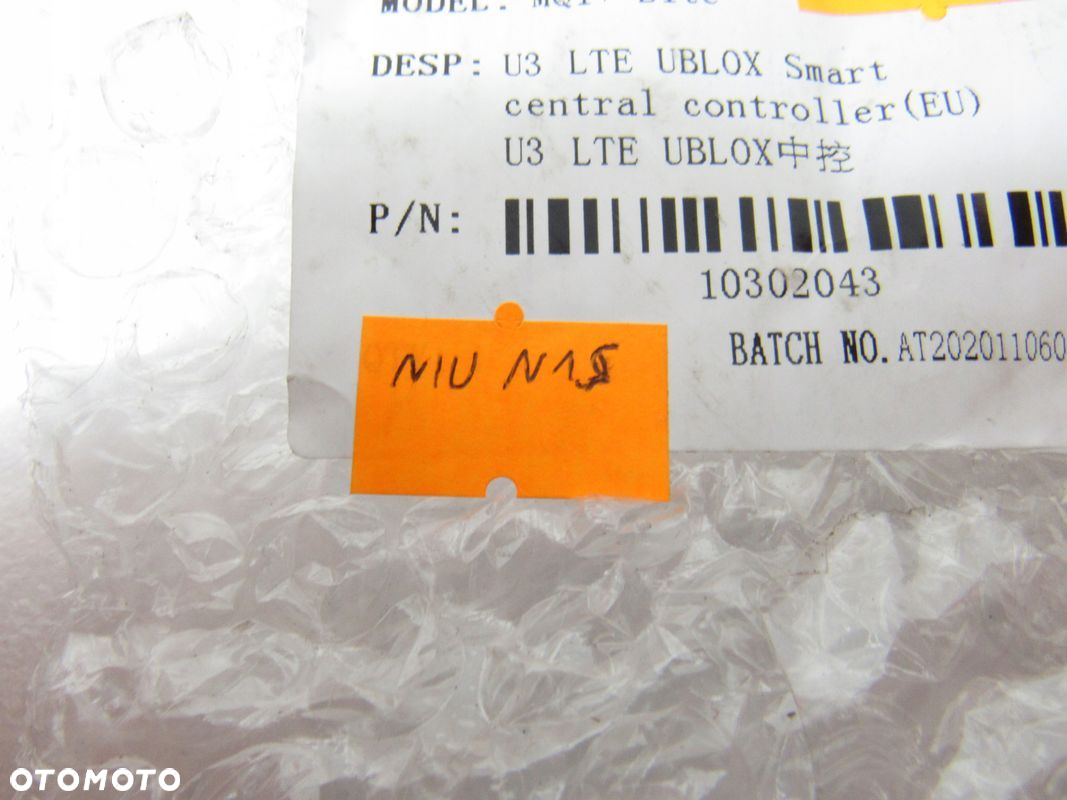 MODEL:
DESP: U3 LTE UBLOX Smart
central controller(EU)
U3 LTE UBLOX中控
P/N:
10302043
BATCH NO. AT202011060
NIU N1S
OTOMOTO